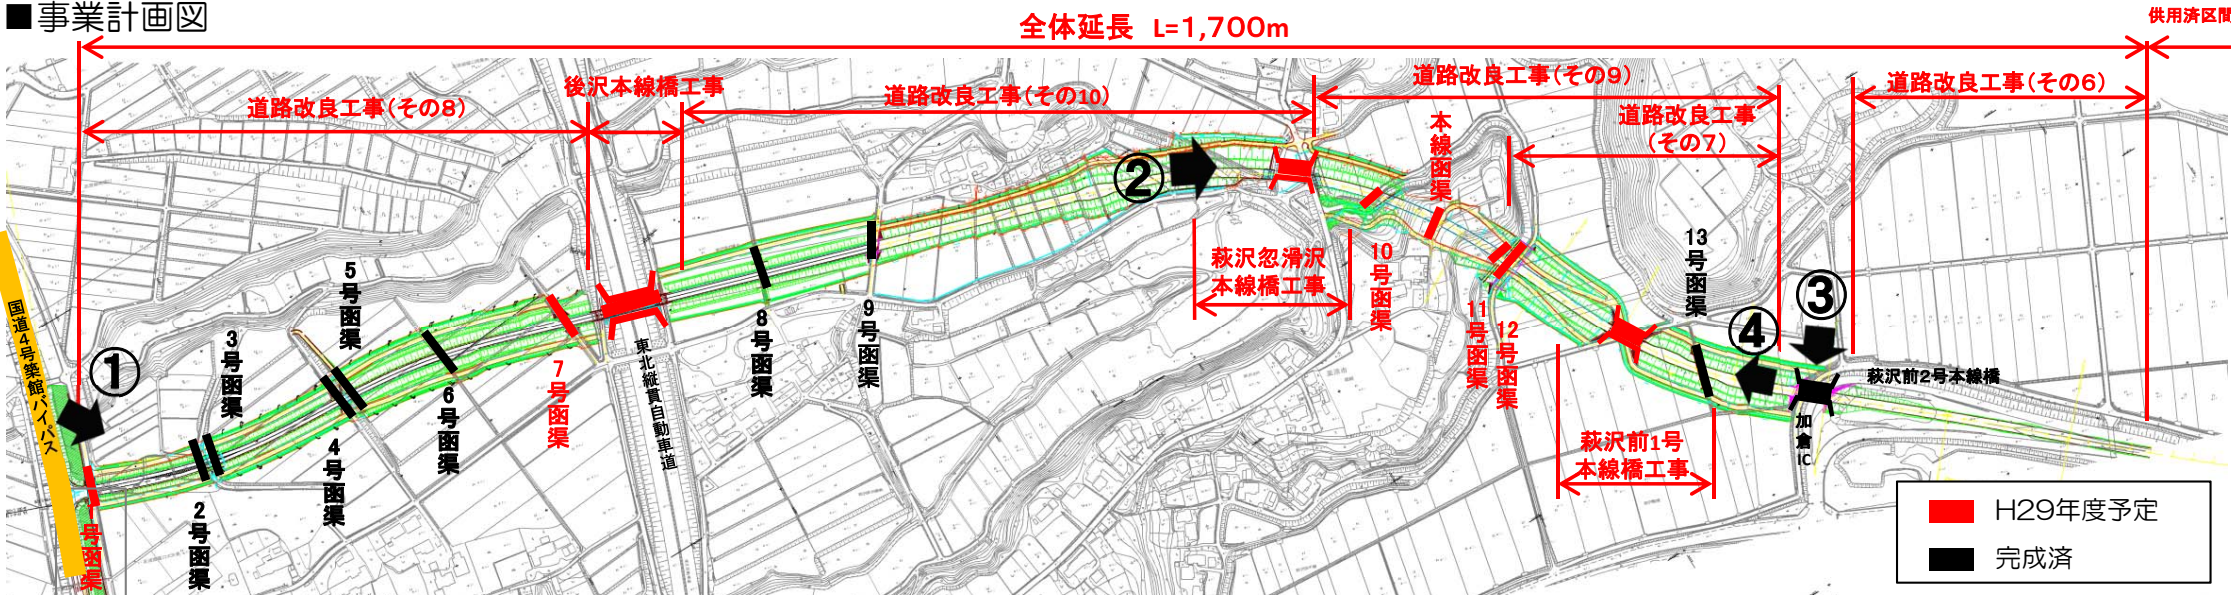 ■事業計画図
全体延長 L=1,700m
供用済区間
道路改良工事(その8)
後沢本線橋工事
道路改良工事(その10)
道路改良工事(その9)
道路改良工事
(その7)
道路改良工事(その6)
本線函渠
①
②
③
④
国道4号築館バイパス
1号函渠
2号函渠
3号函渠
4号函渠
5号函渠
6号函渠
7号函渠
東北縦貫自動車道
8号函渠
9号函渠
萩沢忽滑沢
本線橋工事
10号函渠
11号函渠
12号函渠
13号函渠
萩沢前1号
本線橋工事
萩沢前2号本線橋
加倉IC
H29年度予定
完成済